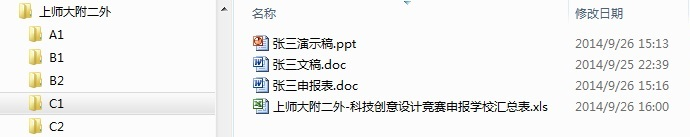 上师大附二外
A1
B1
B2
C1
C2
名称 修改日期
张三演示稿.ppt 2014/9/26 15:13
张三文稿.doc 2014/9/25 22:39
张三申报表.doc 2014/9/26 15:16
上师大附二外-科技创意设计竞赛申报学校汇总表.xls 2014/9/26 16:00